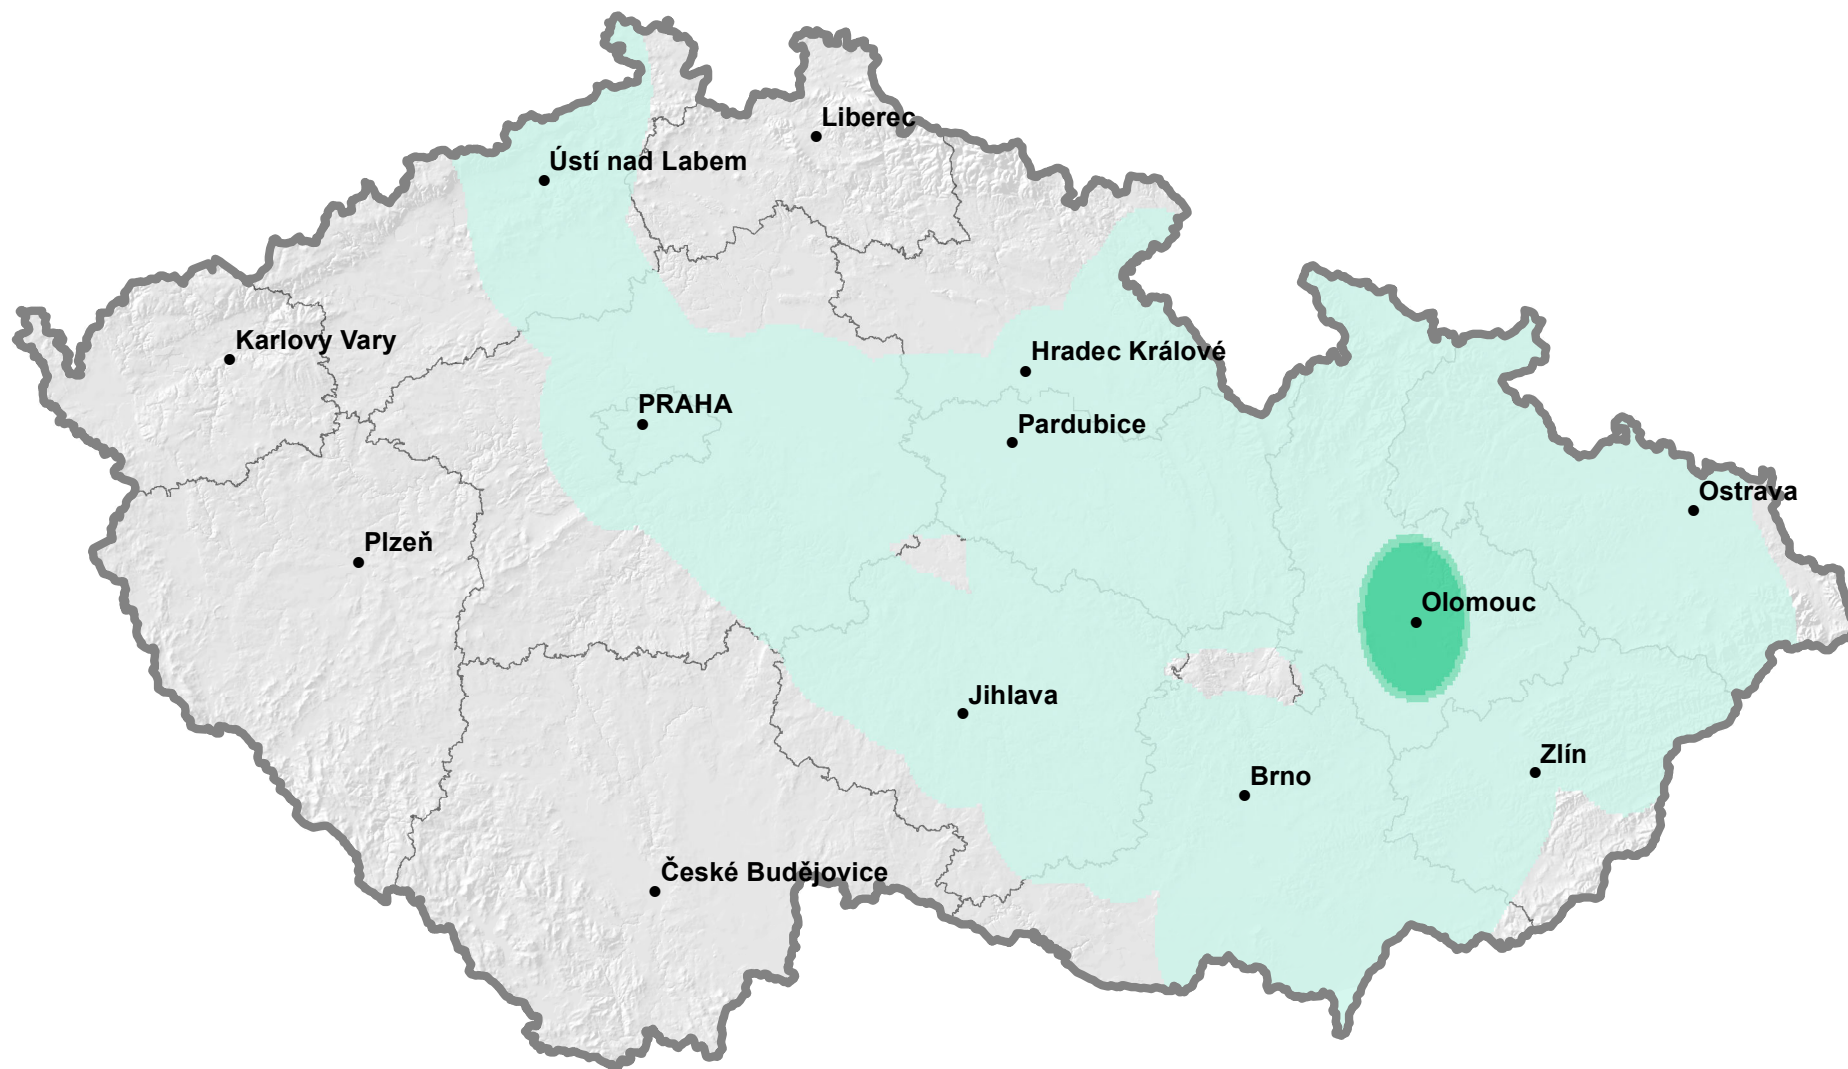 Liberec
Ústí nad Labem
Karlovy Vary
Hradec Králové
PRAHA
Pardubice
Ostrava
Plzeň
Olomouc
Jihlava
Zlín
Brno
České Budějovice